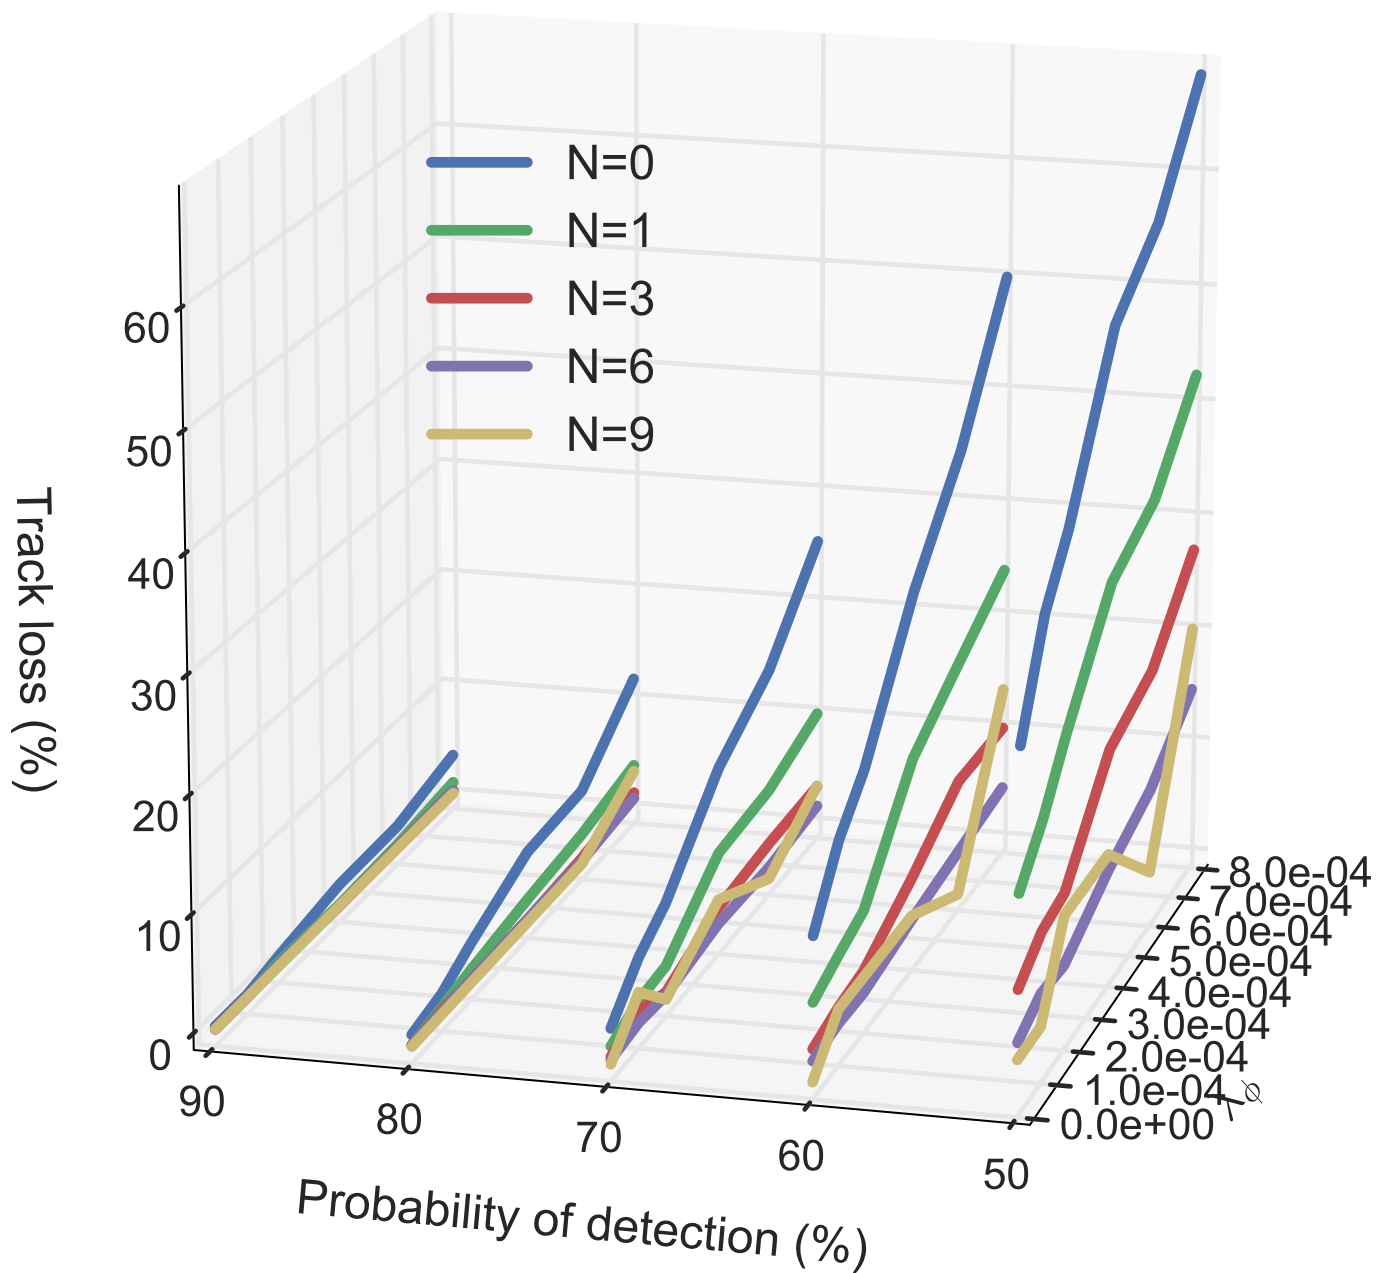 N=0
N=1
N=3
N=6
N=9
60
50
40
30
20
10
0
Track loss (%)
90
80
70
60
50
Probability of detection (%)
8.0e-04
7.0e-04
6.0e-04
5.0e-04
4.0e-04
3.0e-04
2.0e-04
1.0e-04
0.0e+00
λϕ